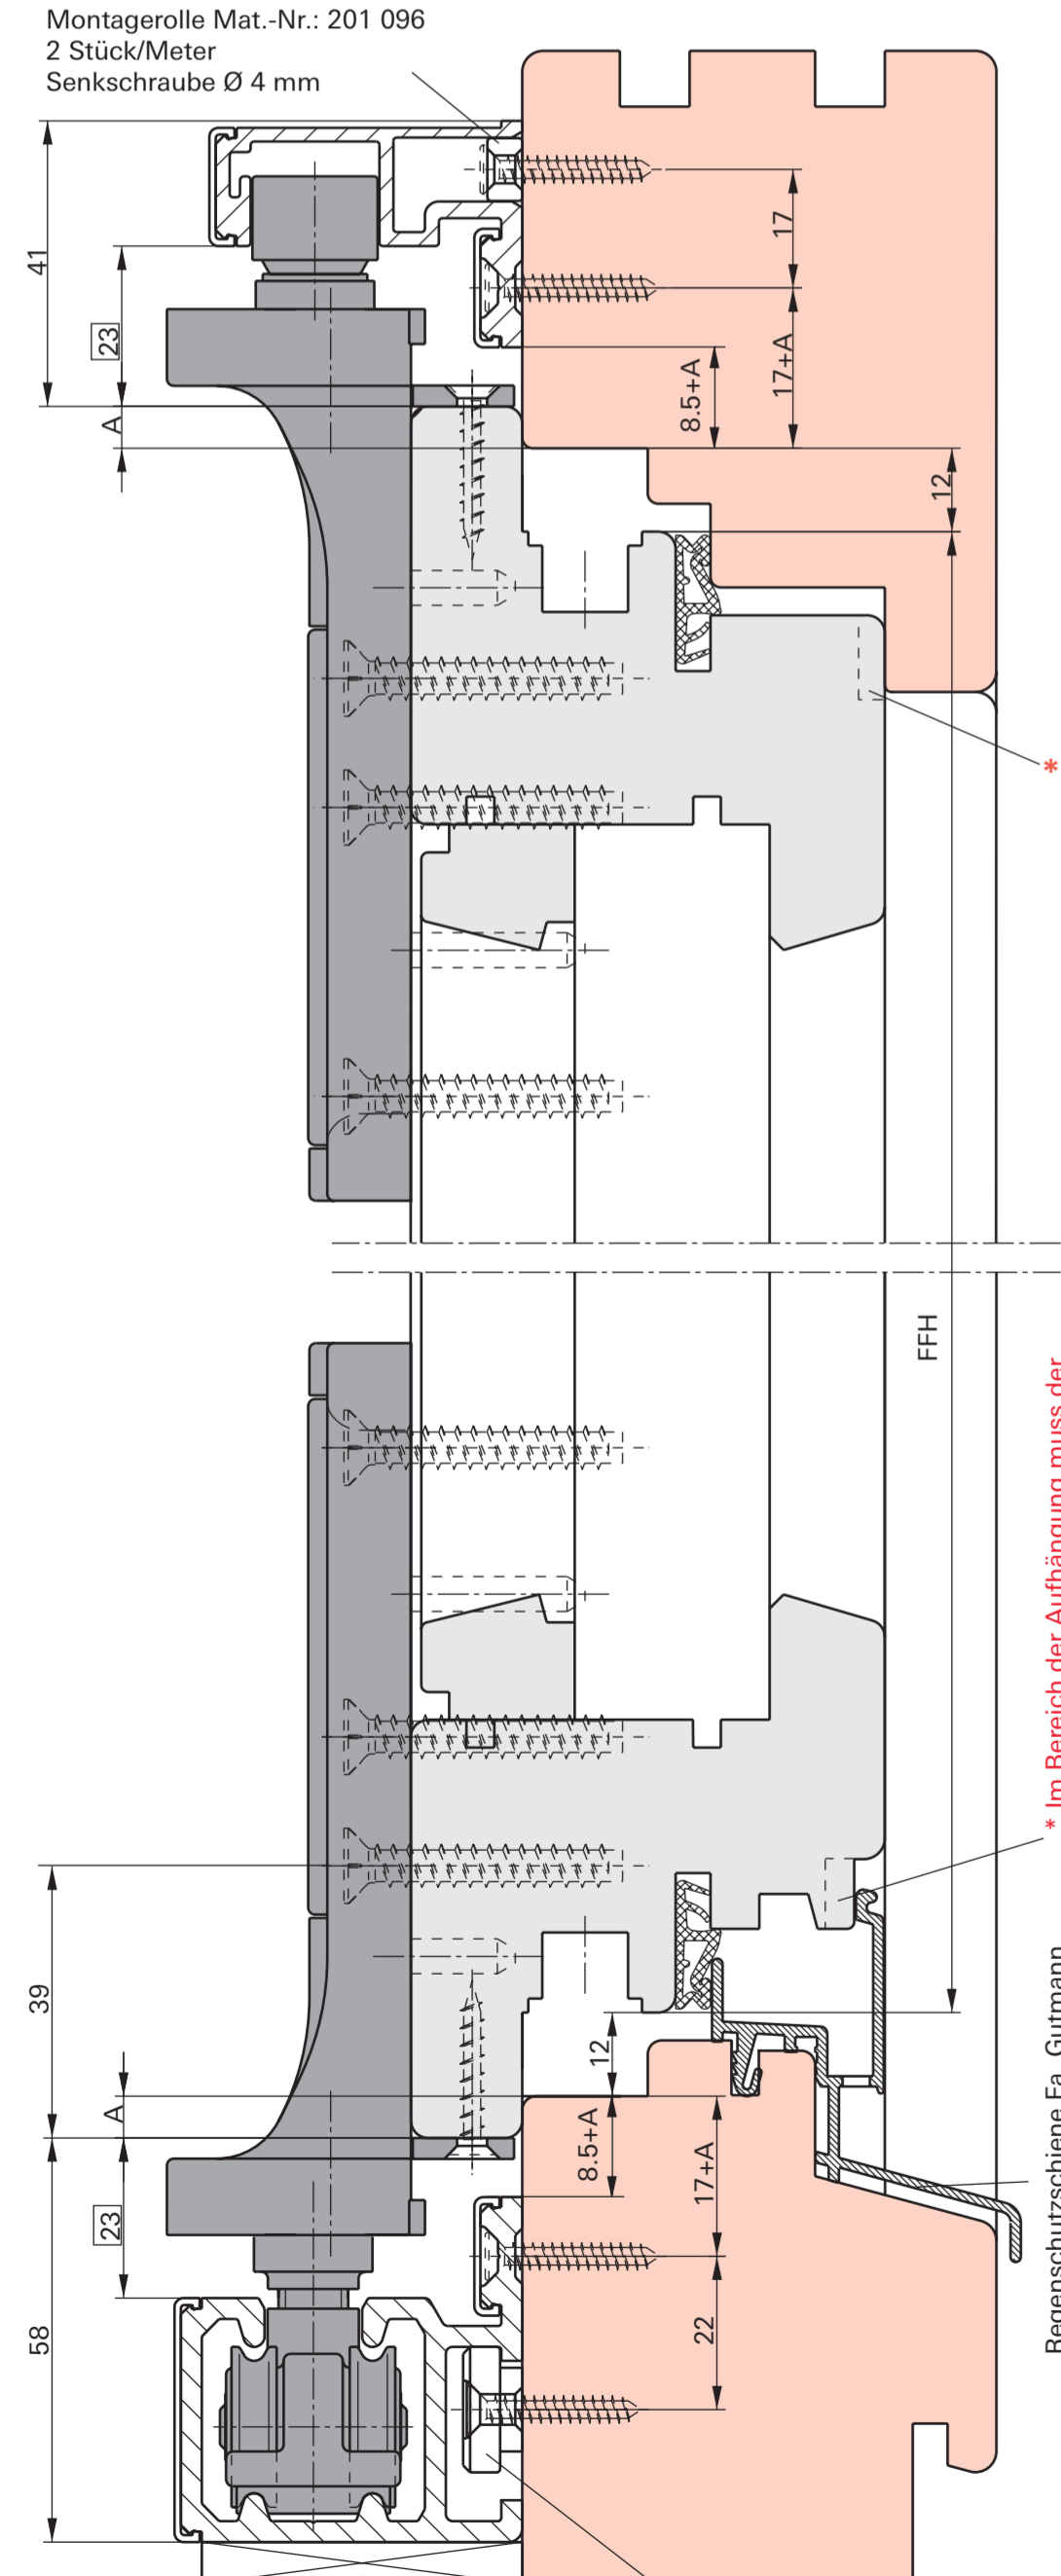 Montagerolle Mat.-Nr.: 201 096
2 Stück/Meter
Senkschraube Ø 4 mm
41
23
A
17
17+A
8.5+A
12
*
FFH
* Im Bereich der Aufhängung muss der
39
A
23
58
12
8.5+A
17+A
22
Regenschutzschiene Fa. Gutmann